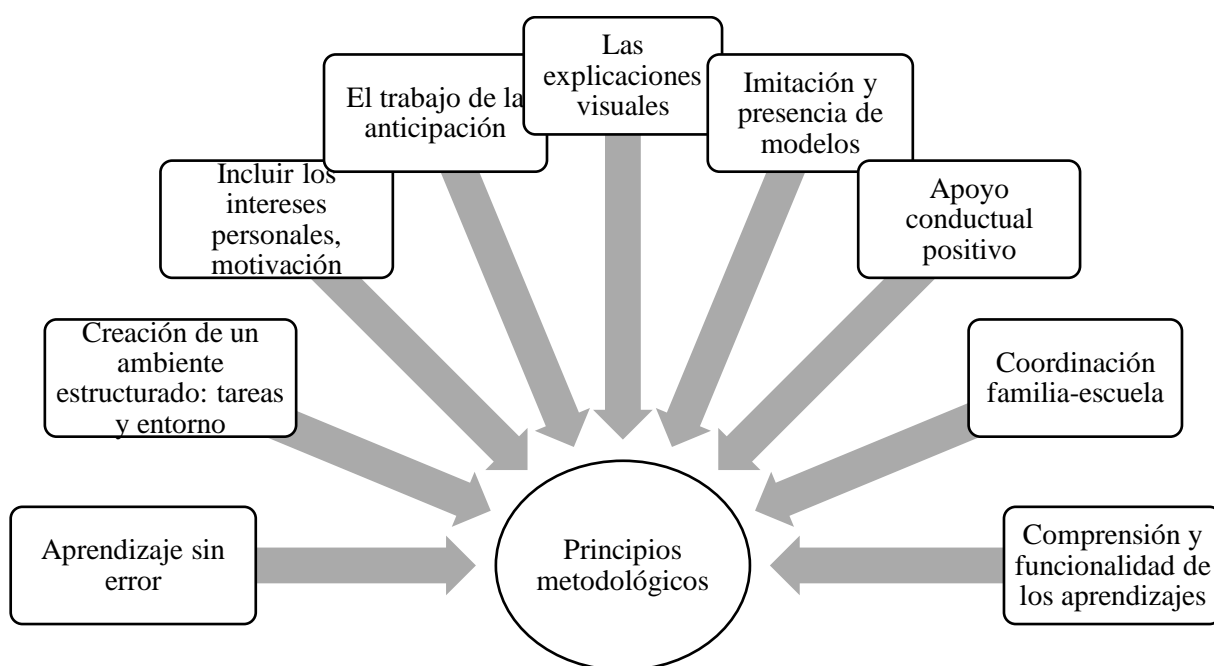 Las
explicaciones
visuales
El trabajo de la
anticipación
Imitación y
presencia de
modelos
Incluir los
intereses
personales,
motivación
Apoyo
conductual
positivo
Creación de un
ambiente
estructurado: tareas
y entorno
Coordinación
familia-escuela
Aprendizaje sin
error
Principios
metodológicos
Comprensión y
funcionalidad de
los aprendizajes